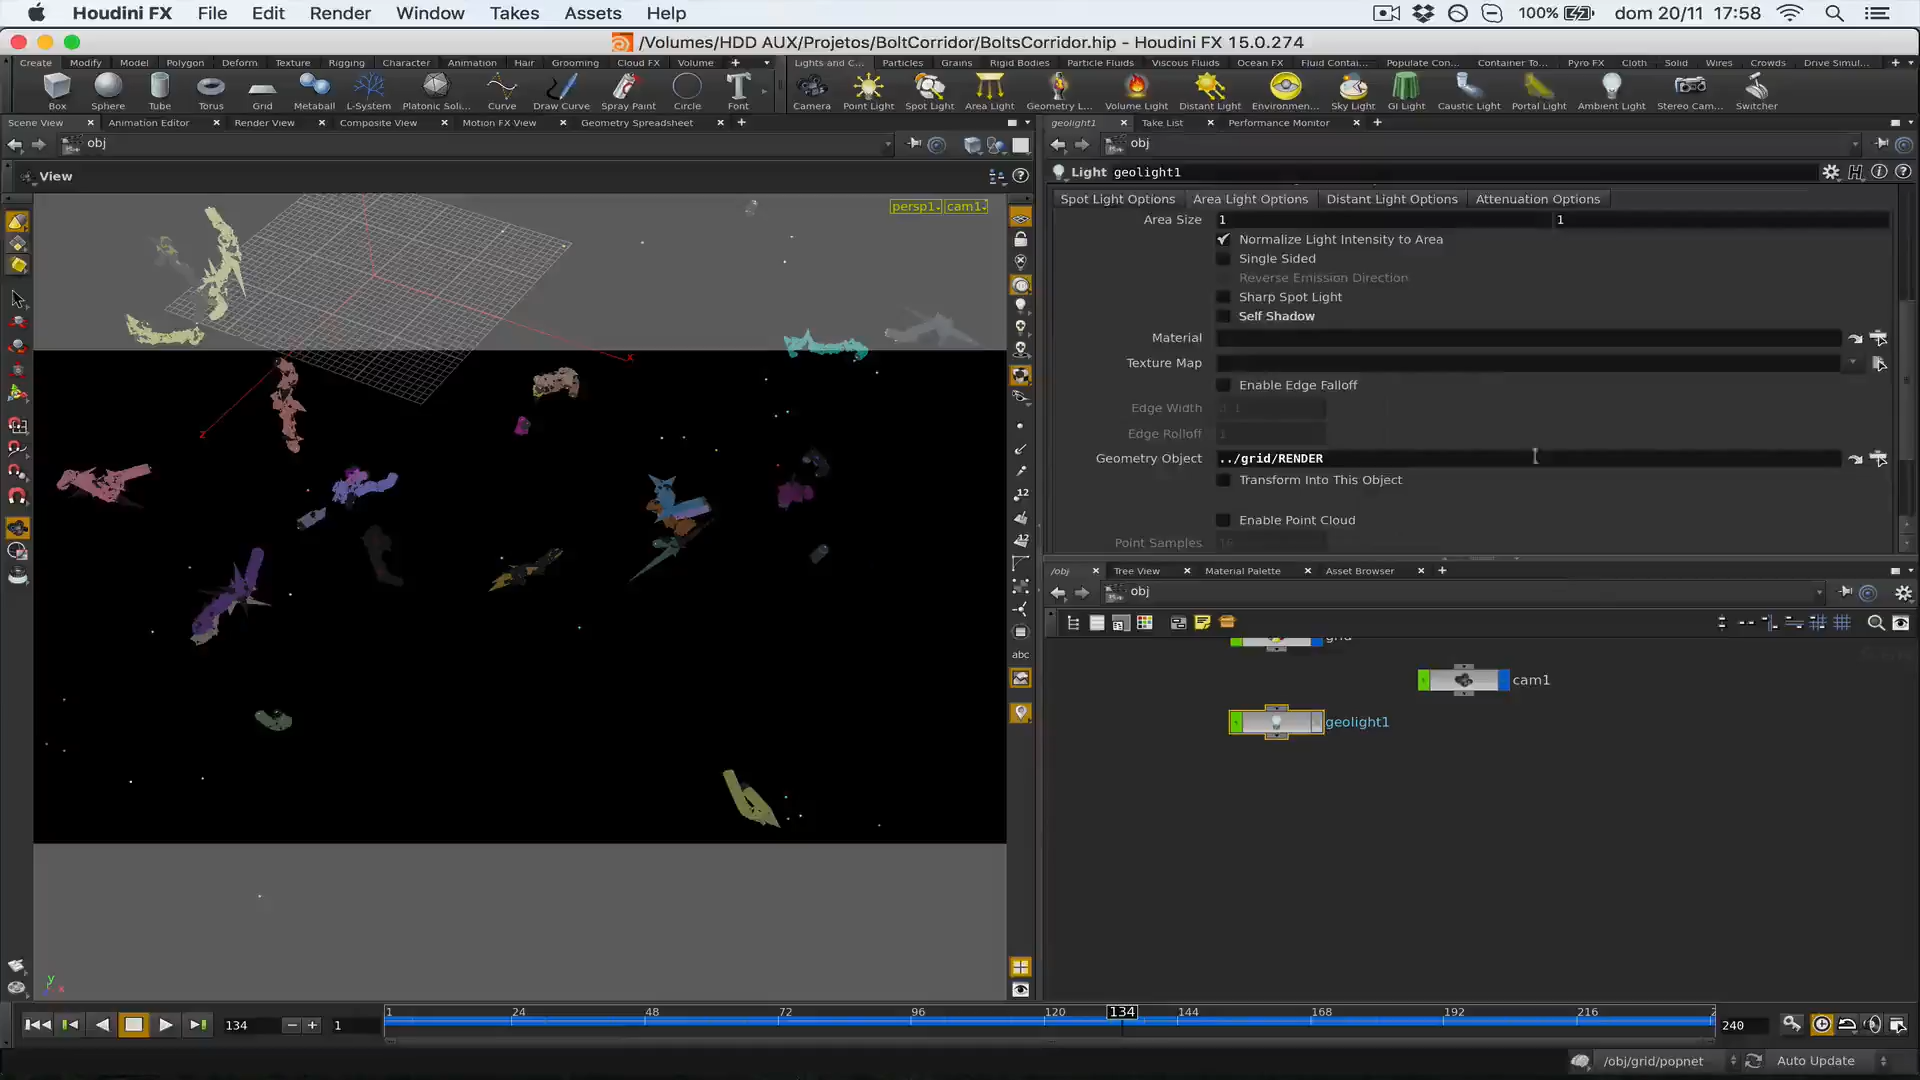 Houdini FX File Edit Render Window Takes Assets Help 100% dom 20/11 17:58
/Volumes/HDD AUX/Projetos/BoltCorridor/BoltsCorridor.hip - Houdini FX 15.0.274
Create Modify Model Polygon Deform Texture Rigging Character Animation Hair Grooming Cloud FX Volume
Lights and C... Particles Grains Rigid Bodies Particle Fluids Viscous Fluids Ocean FX Fluid Contai... Populate Con... Container To... Pyro FX Cloth Solid Wires Crowds Drive Simul...
Box Sphere Tube Torus Grid Metaball L-System Platonic Soli... Curve Draw Curve Spray Paint Circle Font
Camera Point Light Spot Light Area Light Geometry L... Volume Light Distant Light Environmen... Sky Light GI Light Caustic Light Portal Light Ambient Light Stereo Cam... Switcher
Scene View Animation Editor Render View Composite View Motion FX View Geometry Spreadsheet
geolight1 Take List Performance Monitor
obj
obj
View
Light geolight1
Spot Light Options Area Light Options Distant Light Options Attenuation Options
persp1 cam1
Area Size 1 1
Normalize Light Intensity to Area
Single Sided
Reverse Emission Direction
Sharp Spot Light
Self Shadow
Material
Texture Map
Enable Edge Falloff
Edge Width 0.1
Edge Rolloff 1
Geometry Object ../grid/RENDER
Transform Into This Object
Enable Point Cloud
Point Samples 16
/obj Tree View Material Palette Asset Browser
obj
grid
cam1
geolight1
x
z
12
12
abc
y
x
134 1
1 24 48 72 96 120 134 144 168 192 216 2
240
/obj/grid/popnet Auto Update